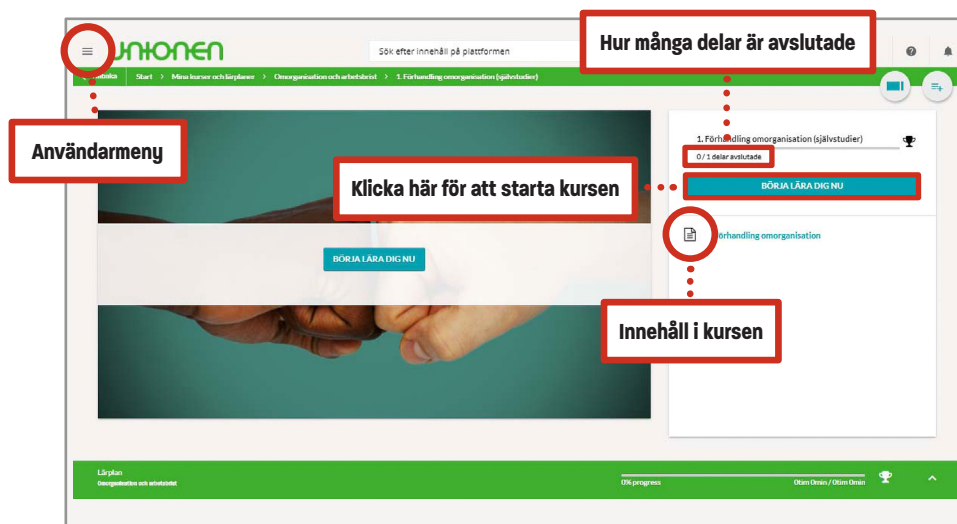 unionen
Sök efter innehåll på plattformen
Hur många delar är avslutade
Start > Mina kurser och lärplaner > Omorganisation och arbetsbrist > 1. Förhandling omorganisation (självstudier)
Användarmeny
1. Förhandling omorganisation (självstudier)
0 / 1 delar avslutade
Klicka här för att starta kursen
BÖRJA LÄRA DIG NU
Förhandling omorganisation
BÖRJA LÄRA DIG NU
Innehåll i kursen
Lärplan
Omorganisation och arbetsbrist
0% progress
0tim 0min / 0tim 0min